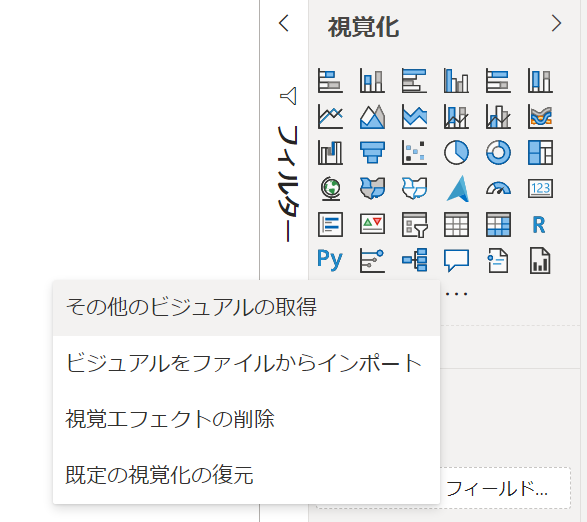 視覚化
フィルター
123
R
Py
その他のビジュアルの取得
ビジュアルをファイルからインポート
視覚エフェクトの削除
既定の視覚化の復元
フィールド...